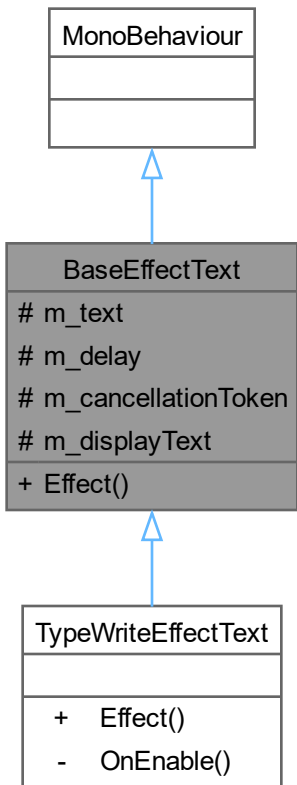 MonoBehaviour
BaseEffectText
# m_text
# m_delay
# m_cancellationToken
# m_displayText
+ Effect()
TypeWriteEffectText
+ Effect()
- OnEnable()